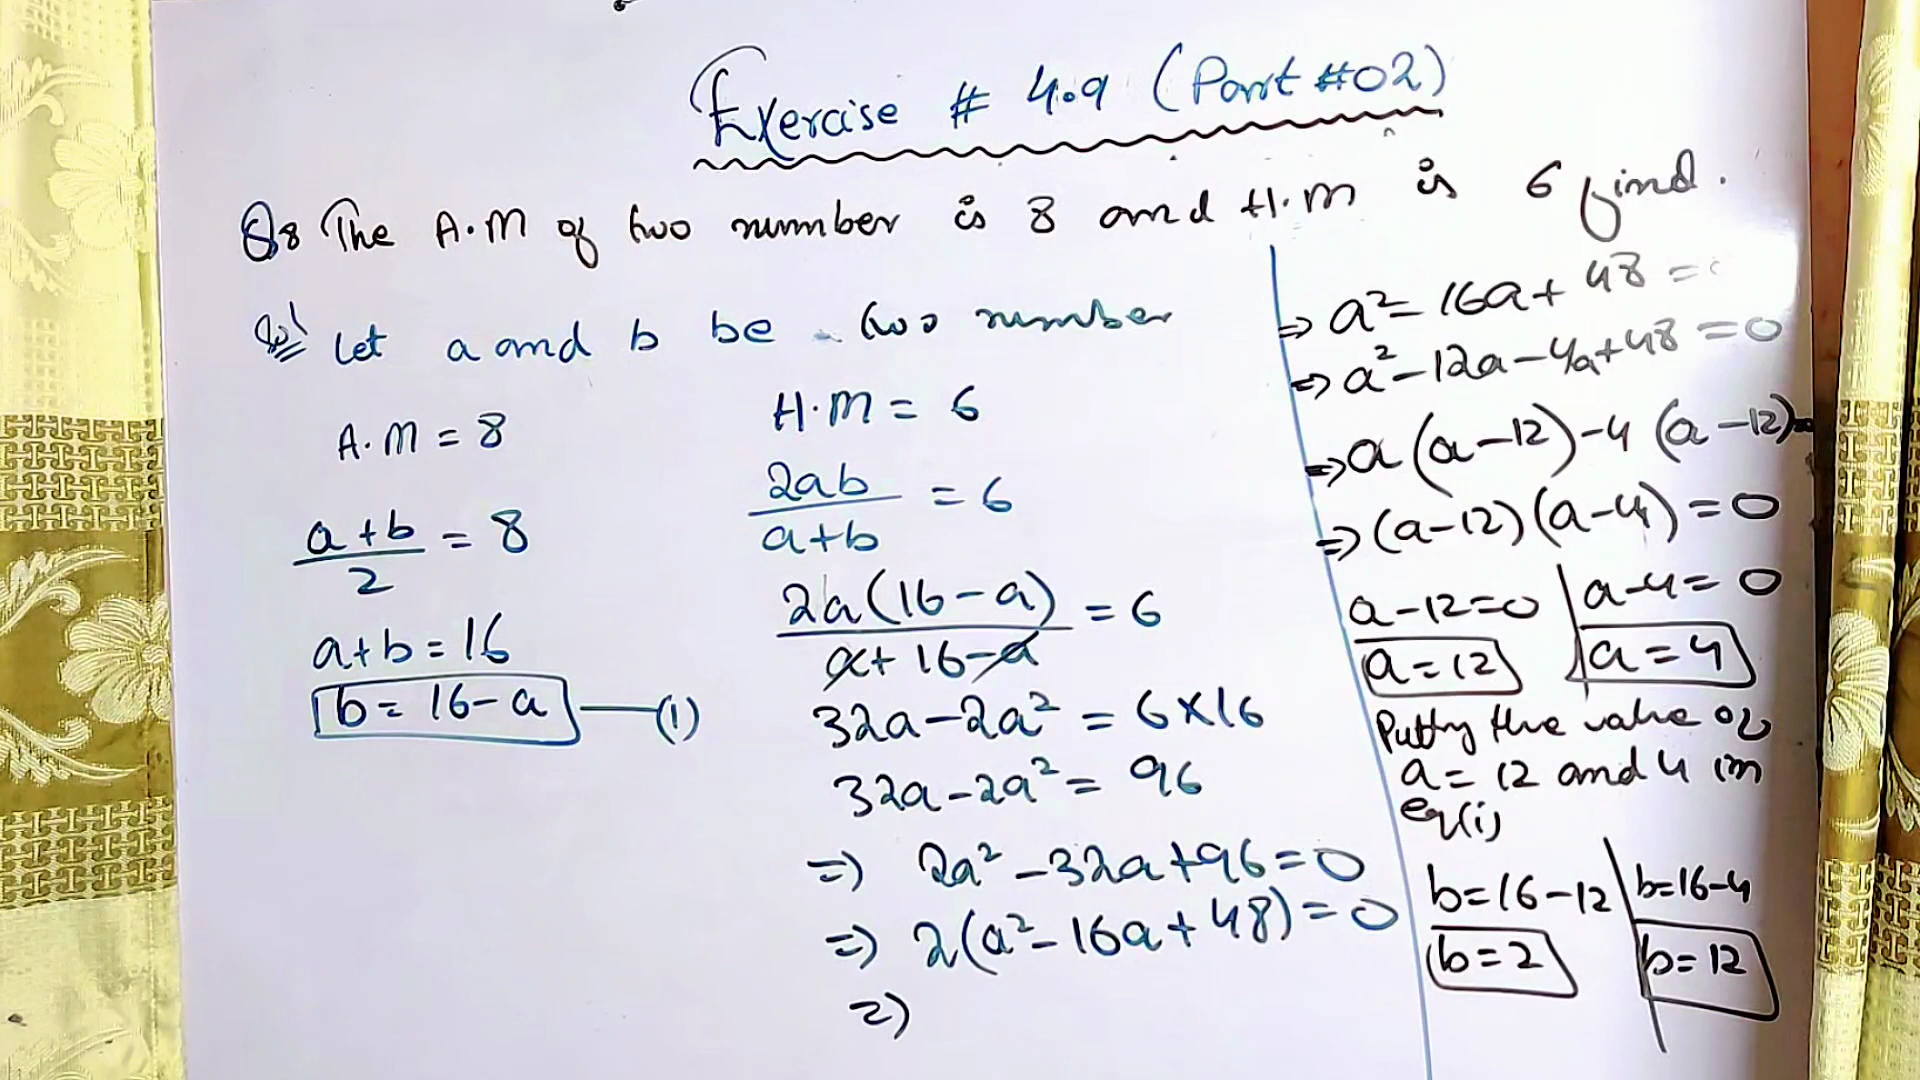 Exercise # 4.9 (Part #02)
Q8 The A.M of two number is 8 and H.M is 6 find.
Sol Let a and b be two number
A.M = 8
a+b/2 = 8
a+b=16
b= 16-a —(1)
H.M = 6
2ab/a+b = 6
2a(16-a)/a+16-a = 6
32a-2a² = 6×16
32a-2a² = 96
=> 2a²-32a+96=0
=> 2(a²-16a+48)=0
=>
=> a²-16a+48 =
=> a²-12a-4a+48=0
=> a(a-12)-4(a-12)=
=> (a-12)(a-4)=0
a-12=0
a=12
a-4=0
a=4
Putting the value of
a=12 and 4 in
eq(i)
b=16-12
b=2
b=16-4
b=12